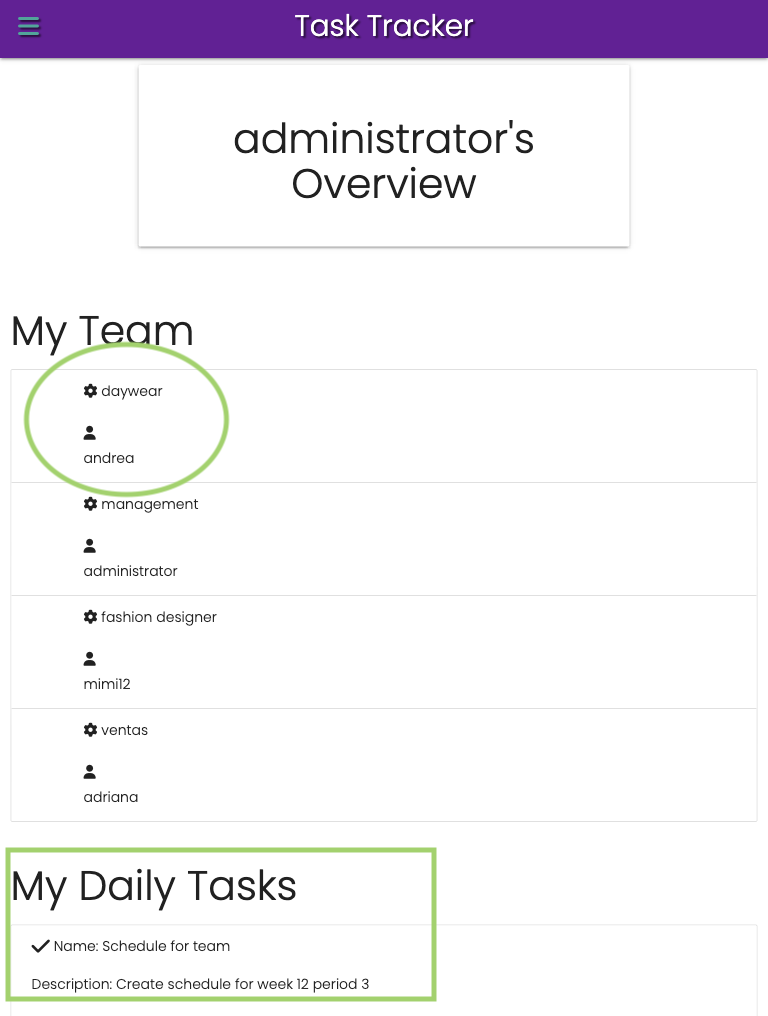 Task Tracker
administrator's
Overview
My Team
daywear
andrea
management
administrator
fashion designer
mimi12
ventas
adriana
My Daily Tasks
Name: Schedule for team
Description: Create schedule for week 12 period 3